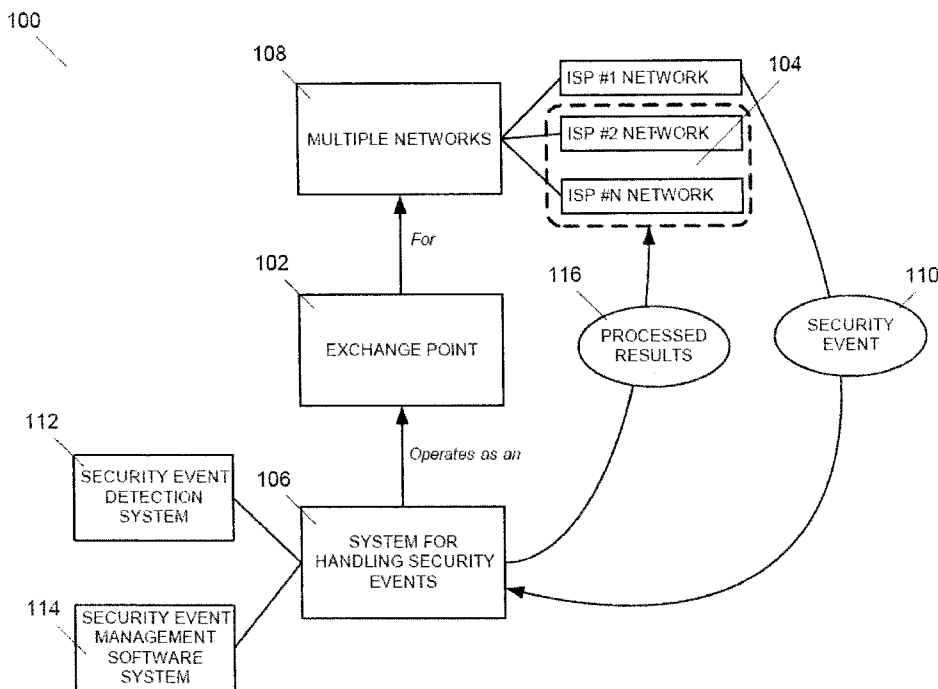 100
108
ISP #1 NETWORK
104
MULTIPLE NETWORKS
ISP #2 NETWORK
ISP #N NETWORK
For
102
116
110
EXCHANGE POINT
PROCESSED
RESULTS
SECURITY
EVENT
112
Operates as an
SECURITY EVENT
DETECTION
SYSTEM
106
SYSTEM FOR
HANDLING SECURITY
EVENTS
114
SECURITY EVENT
MANAGEMENT
SOFTWARE
SYSTEM